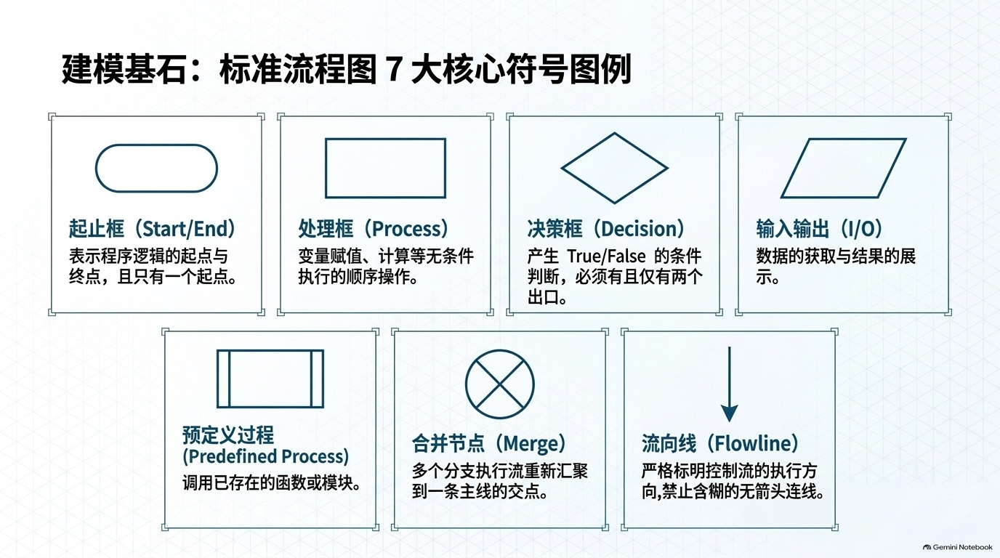 建模基石：标准流程图 7 大核心符号图例
起止框（Start/End）
表示程序逻辑的起点与
终点，且只有一个起点。
处理框（Process）
变量赋值、计算等无条件
执行的顺序操作。
决策框（Decision）
产生 True/False 的条件
判断，必须有且仅有两个
出口。
输入输出（I/O）
数据的获取与结果的展
示。
预定义过程
(Predefined Process)
调用已存在的函数或模块。
合并节点（Merge）
多个分支执行流重新汇聚
到一条主线的交点。
流向线（Flowline）
严格标明控制流的执行方
向,禁止含糊的无箭头连线。
Gemini Notebook